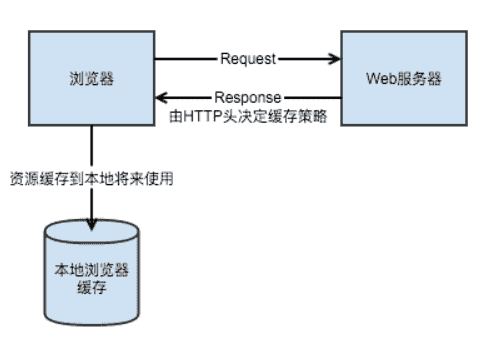 浏览器
Request
Web服务器
Response
由HTTP头决定缓存策略
资源缓存到本地将来使用
本地浏览器
缓存